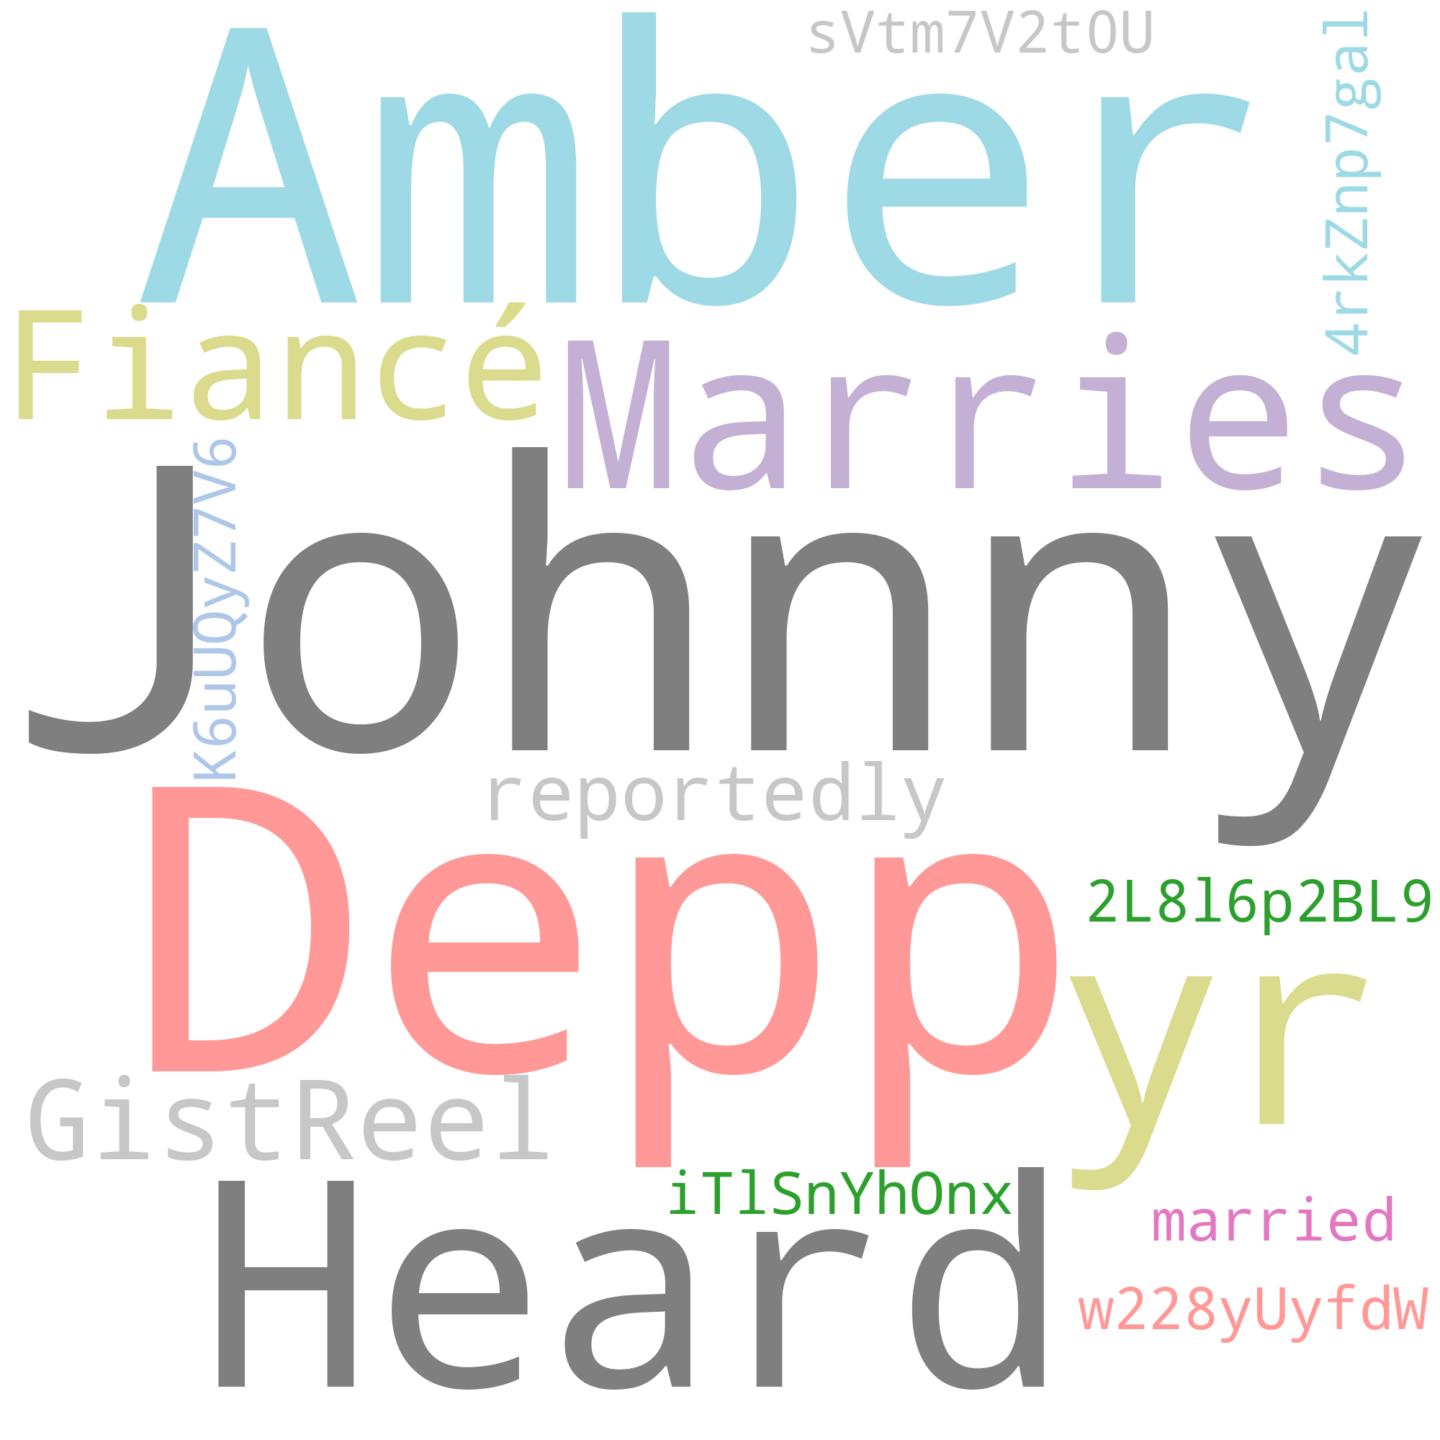 sVtm7V2t0U
4rkZnp7gal
Amber
Fiancé
Marries
K6uUQyZ7V6
Johnny
reportedly
Depp
2L8l6p2BL9
yr
GistReel
iTlSnYhOnx
married
Heard
w228yUyfdW